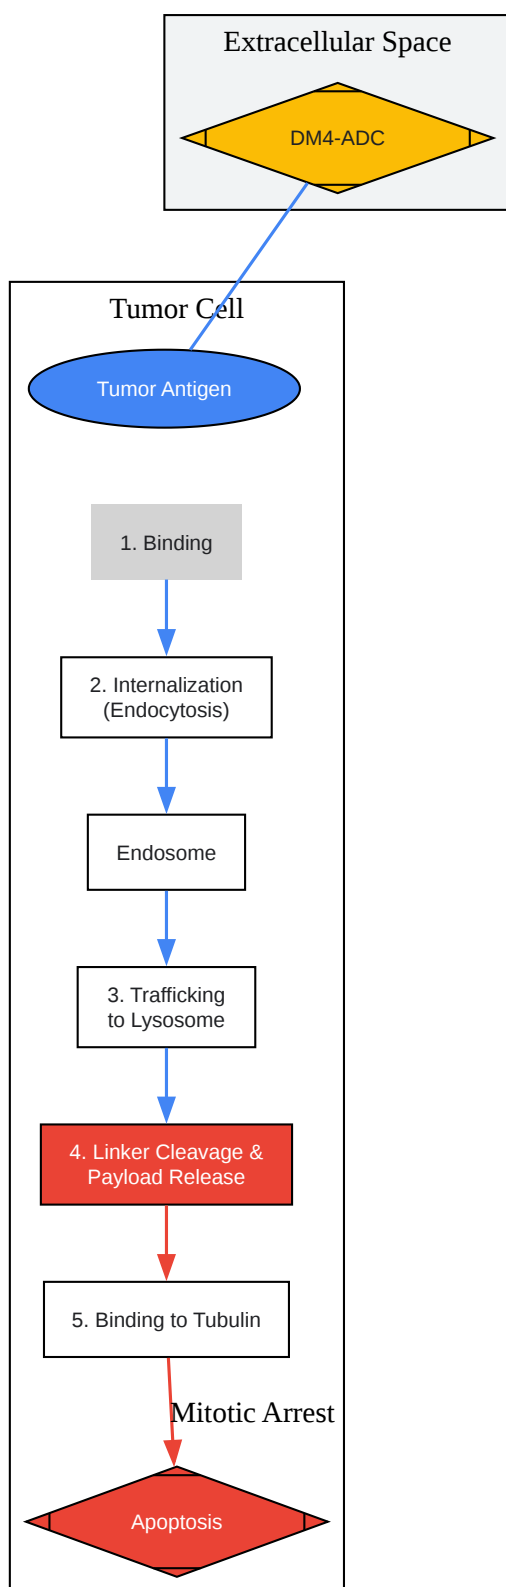 Extracellular Space
DM4-ADC
Tumor Cell
Tumor Antigen
1. Binding
2. Internalization
(Endocytosis)
Endosome
3. Trafficking
to Lysosome
4. Linker Cleavage &
Payload Release
5. Binding to Tubulin
Mitotic Arrest
Apoptosis